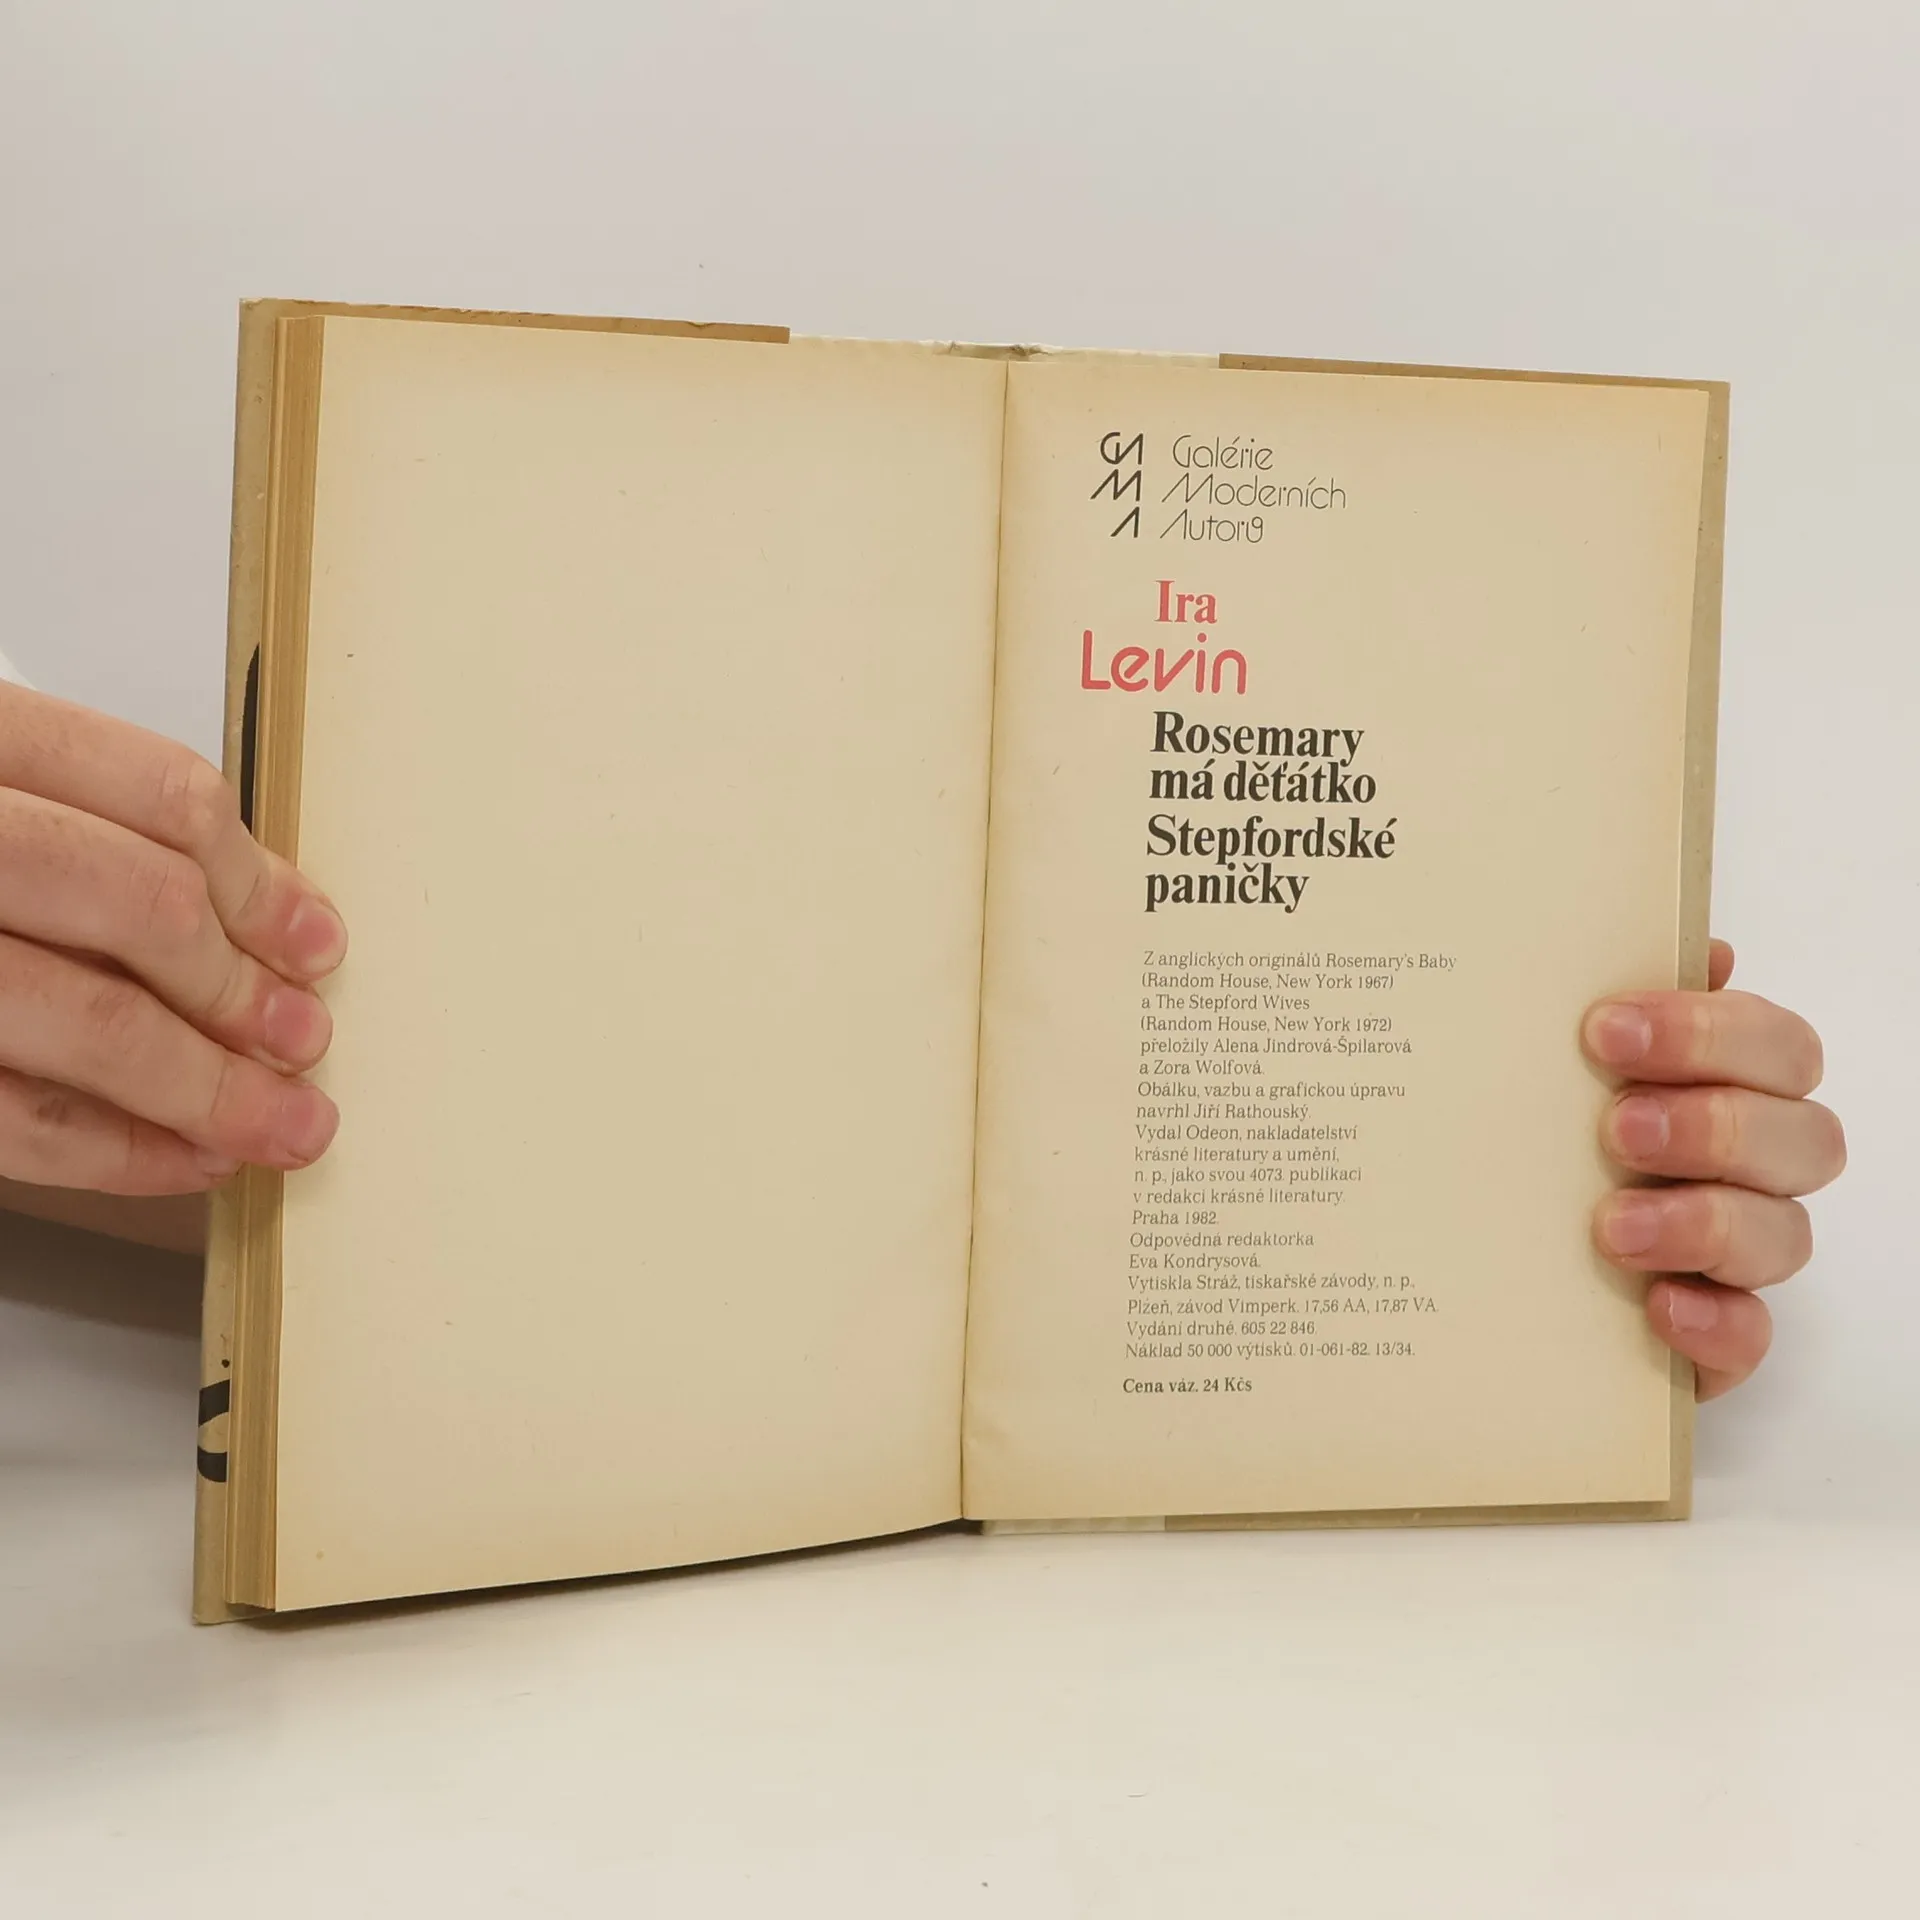 GMA Galérie
Moderních
Autorů
Ira
Levin
Rosemary
má děťátko
Stepfordské
paničky
Z anglických originálů Rosemary's Baby
(Random House, New York 1967)
a The Stepford Wives
(Random House, New York 1972)
přeložily Alena Jindrová-Špilarová
a Zora Wolfová.
Obálku, vazbu a grafickou úpravu
navrhl Jiří Rathouský.
Vydal Odeon, nakladatelství
krásné literatury a umění,
n. p., jako svou 4073. publikaci
v redakci krásné literatury.
Praha 1982.
Odpovědná redaktorka
Eva Kondrysová.
Vytiskla Stráž, tiskařské závody, n. p.,
Plzeň, závod Vimperk. 17,56 AA, 17,87 VA.
Vydání druhé. 605 22 846.
Náklad 50 000 výtisků. 01-061-82. 13/34.
Cena váz. 24 Kčs